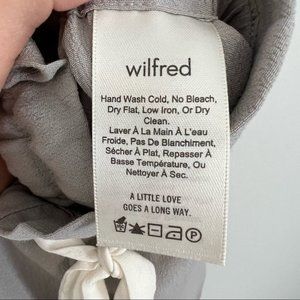 wilfred
Hand Wash Cold, No Bleach,
Dry Flat, Low Iron, Or Dry
Clean.
Laver À La Main À L'eau
Froide, Pas De Blanchiment,
Sécher À Plat, Repasser À
Basse Température, Ou
Nettoyer À Sec.
A LITTLE LOVE
GOES A LONG WAY.